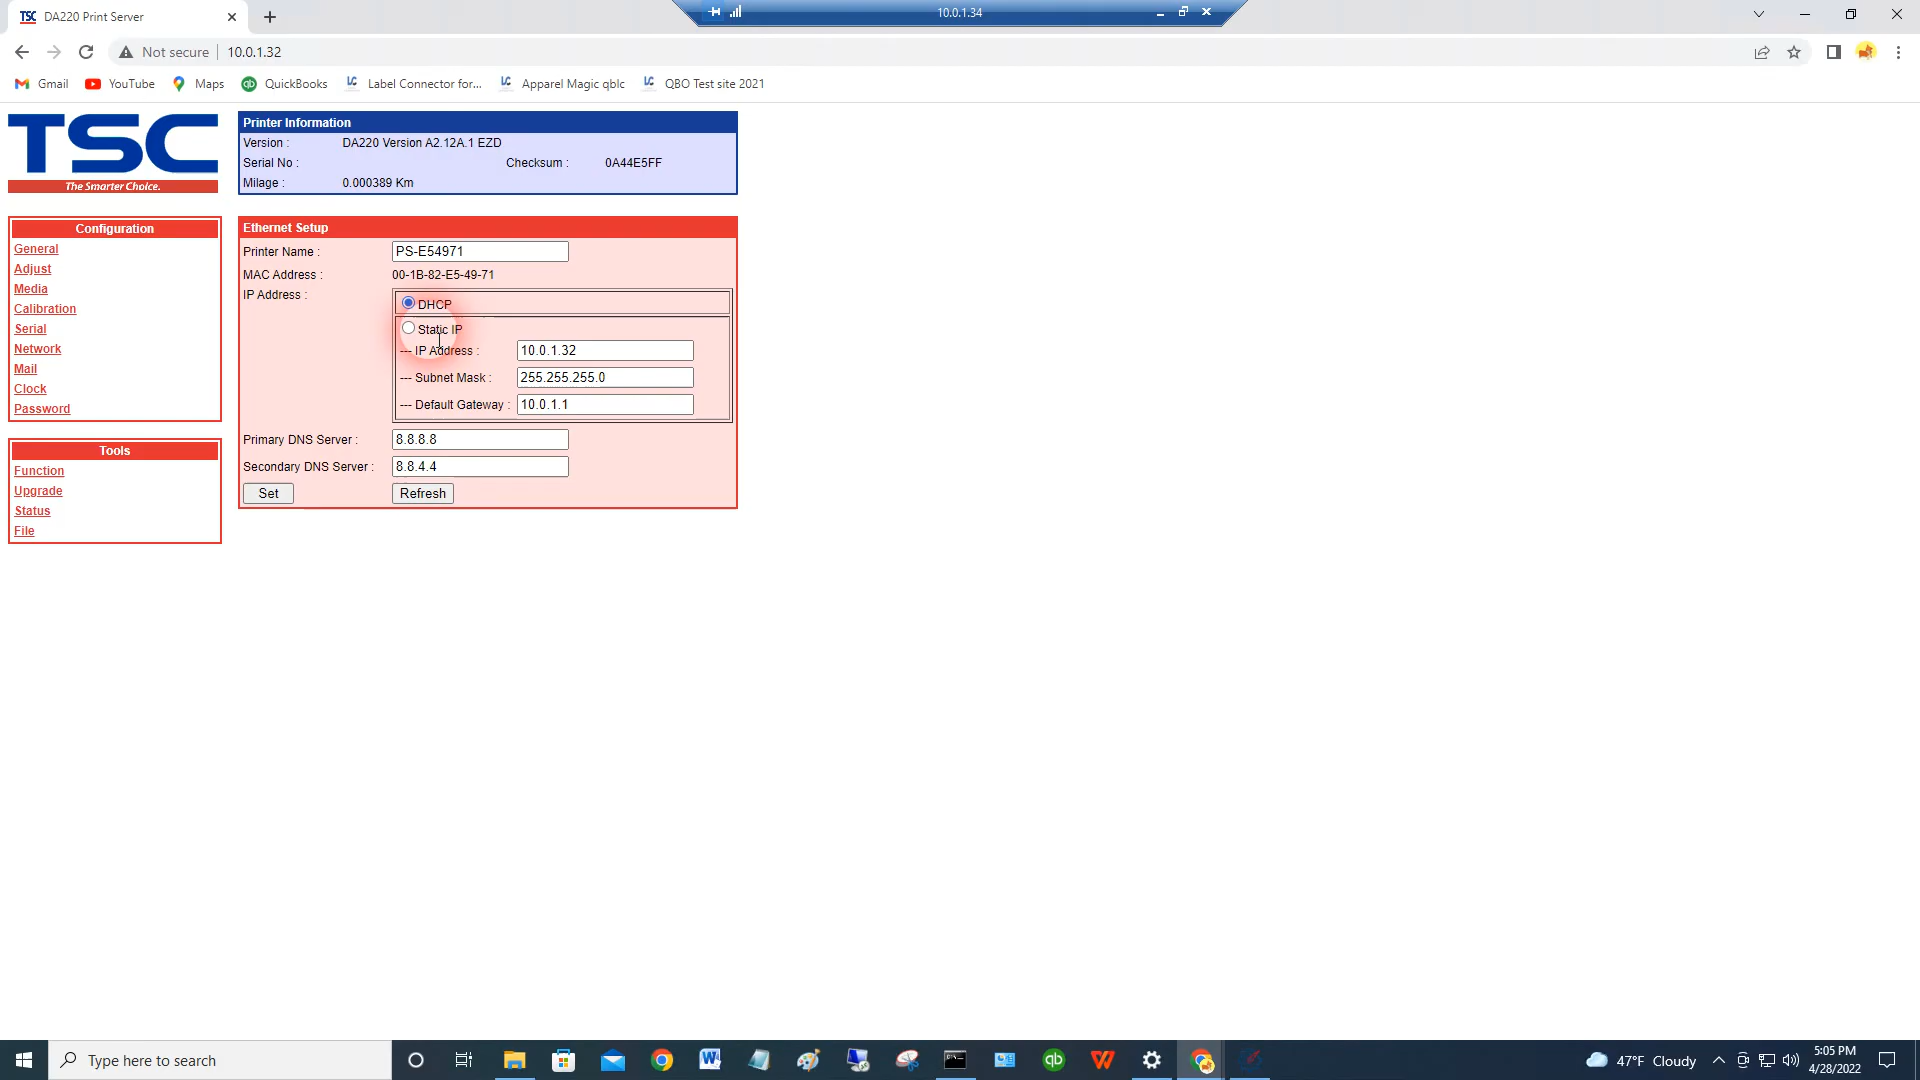 TSC DA220 Print Server
10.0.1.34
Not secure 10.0.1.32
Gmail YouTube Maps QuickBooks Label Connector for... Apparel Magic qblc QBO Test site 2021
TSC
The Smarter Choice.
Printer Information
Version : DA220 Version A2.12A.1 EZD
Serial No : Checksum : 0A44E5FF
Milage : 0.000389 Km
Configuration
General
Adjust
Media
Calibration
Serial
Network
Mail
Clock
Password
Tools
Function
Upgrade
Status
File
Ethernet Setup
Printer Name : PS-E54971
MAC Address : 00-1B-82-E5-49-71
IP Address :
DHCP
Static IP
--- IP Address : 10.0.1.32
--- Subnet Mask : 255.255.255.0
--- Default Gateway : 10.0.1.1
Primary DNS Server : 8.8.8.8
Secondary DNS Server : 8.8.4.4
Set Refresh
Type here to search
47°F Cloudy
5:05 PM
4/28/2022